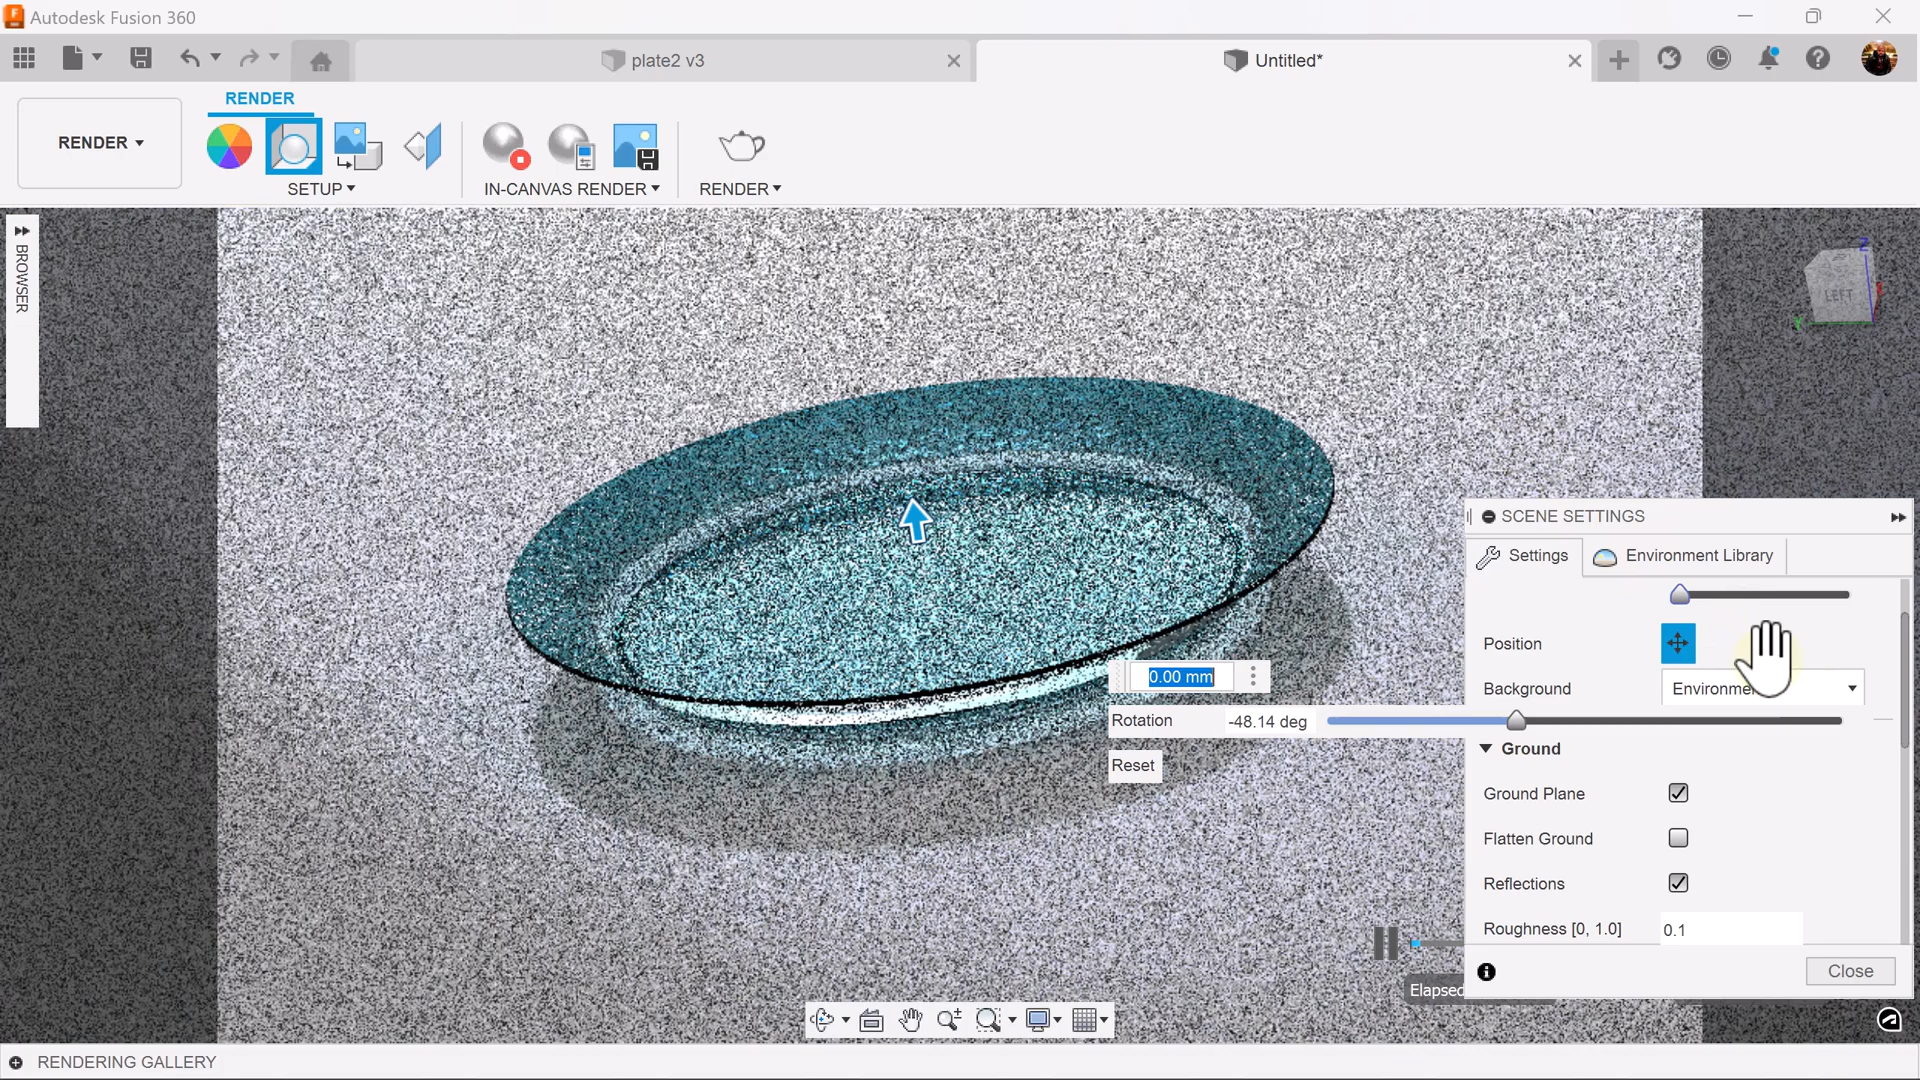 Autodesk Fusion 360
plate2 v3
Untitled*
RENDER
RENDER
SETUP
IN-CANVAS RENDER
RENDER
BROWSER
Z
LEFT
SCENE SETTINGS
Settings
Environment Library
Position
0.00 mm
Background
Rotation
-48.14 deg
Reset
Ground
Ground Plane
Flatten Ground
Reflections
Roughness [0, 1.0]
0.1
Close
Elapsed
RENDERING GALLERY